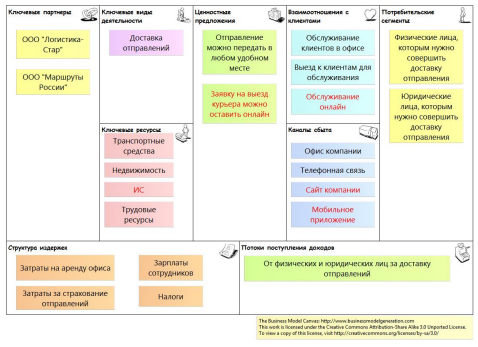 Ключевые партнеры
ООО "Логистика-
Стар"
ООО "Маршруты
России"
Ключевые виды
деятельности
Доставка
отправлений
Ключевые ресурсы
Транспортные
средства
Недвижимость
ИС
Трудовые
ресурсы
Ценностные
предложения
Отправление
можно передать в
любом удобном
месте
Заявку на выезд
курьера можно
оставить онлайн
Взаимоотношения с
клиентами
Обслуживание
клиентов в офисе
Выезд к клиентам для
обслуживания
Обслуживание
онлайн
Каналы сбыта
Офис компании
Телефонная связь
Сайт компании
Мобильное
приложение
Потребительские
сегменты
Физические лица,
которым нужно
совершить
доставку
отправления
Юридические
лица, которым
нужно совершить
доставку
отправления
Структура издержек
Затраты на аренду офиса
Зарплаты
сотрудников
Затраты за страхование
отправлений
Налоги
Потоки поступления доходов
От физических и юридических лиц за доставку
отправлений
The Business Model Canvas: http://www.businessmodelgeneration.com
This work is licensed under the Creative Commons Attribution-Share Alike 3.0 Unported License.
To view a copy of this license, visit http://creativecommons.org/licenses/by-sa/3.0/